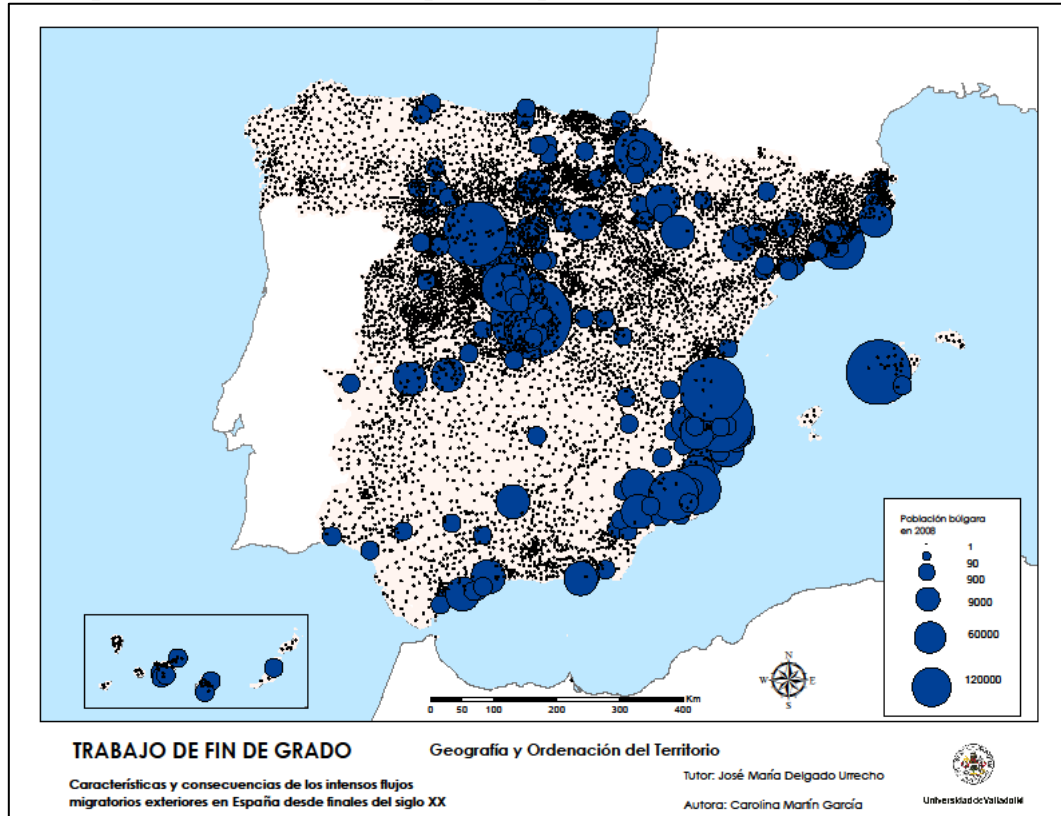 Población búlgara
en 2008
1
90
900
9000
60000
120000
N
W E
S
Km
0 50 100 200 300 400
TRABAJO DE FIN DE GRADO
Geografía y Ordenación del Territorio
Características y consecuencias de los intensos flujos
migratorios exteriores en España desde finales del siglo XX
Tutor: José María Delgado Urrecho
Autora: Carolina Martín García
Universidad de Valladolid